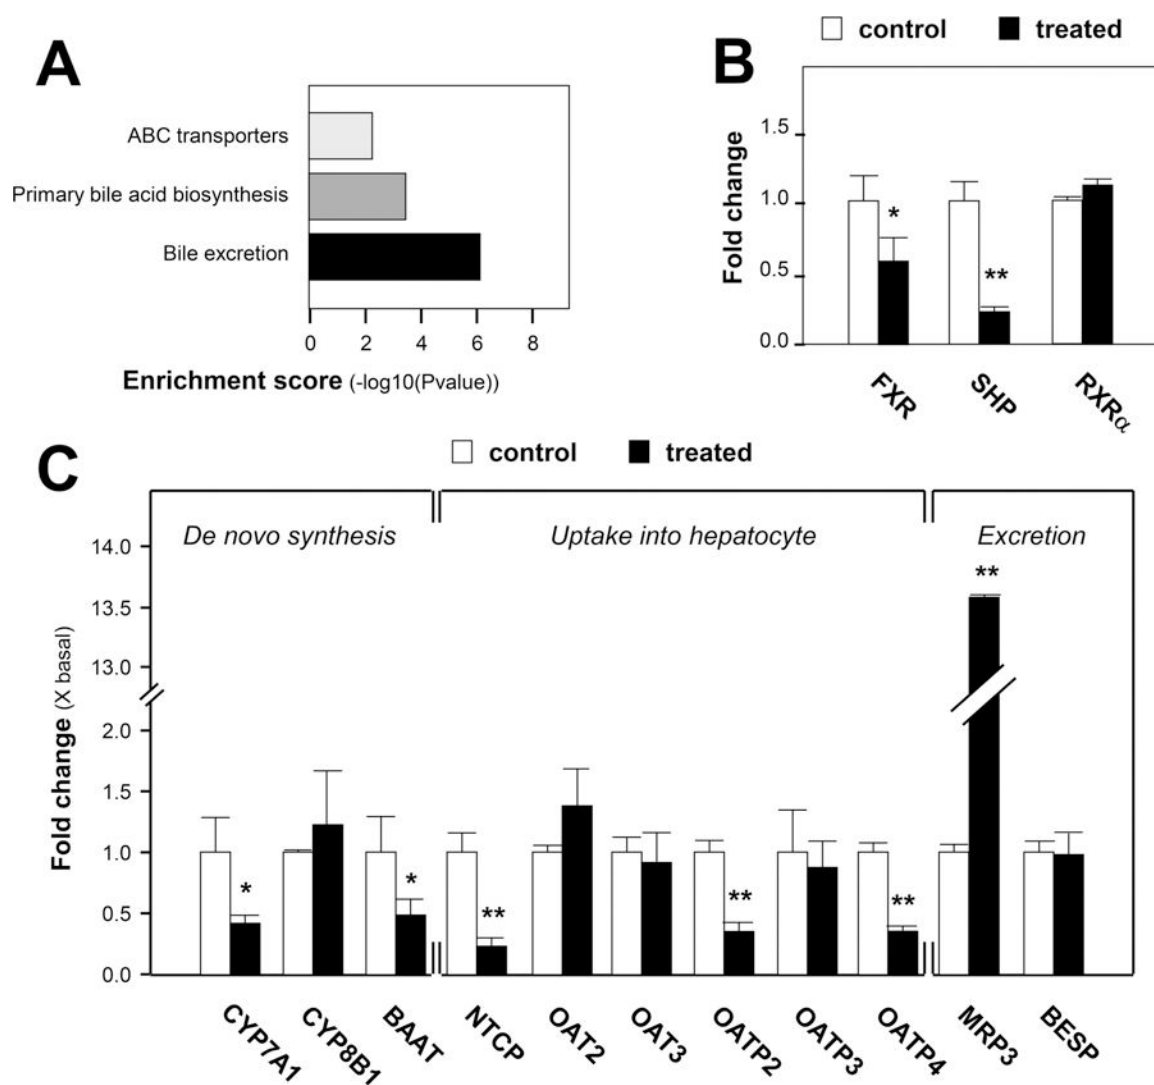 A
ABC transporters
Primary bile acid biosynthesis
Bile excretion
0 2 4 6 8
Enrichment score (-log10(Pvalue))
control treated
B
Fold change
1.5
1.0
0.5
0.0
*
**
FXR SHP RXRα
C
control treated
De novo synthesis Uptake into hepatocyte Excretion
Fold change (X basal)
14.0
13.5
13.0
2.0
1.5
1.0
0.5
0.0
* * ** ** ** **
CYP7A1 CYP8B1 BAAT NTCP OAT2 OAT3 OATP2 OATP3 OATP4 MRP3 BESP